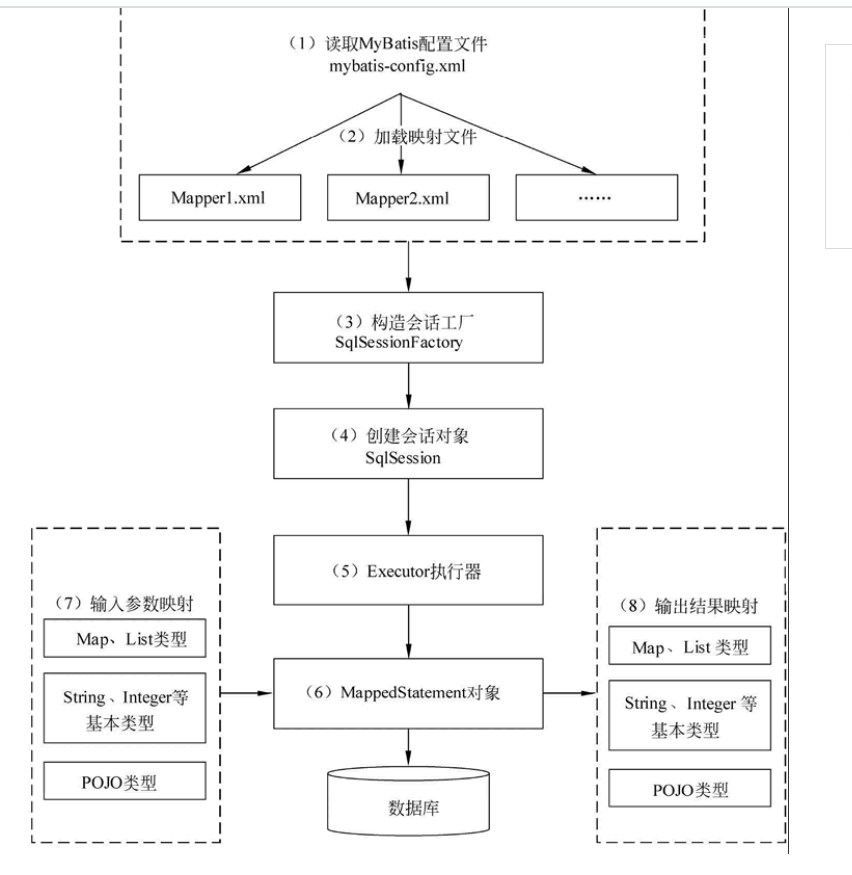 （1）读取MyBatis配置文件
mybatis-config.xml
（2）加载映射文件
Mapper1.xml
Mapper2.xml
……
（3）构造会话工厂
SqlSessionFactory
（4）创建会话对象
SqlSession
（5）Executor执行器
（7）输入参数映射
Map、List类型
String、Integer等
基本类型
POJO类型
（6）MappedStatement对象
（8）输出结果映射
Map、List 类型
String、Integer 等
基本类型
POJO类型
数据库